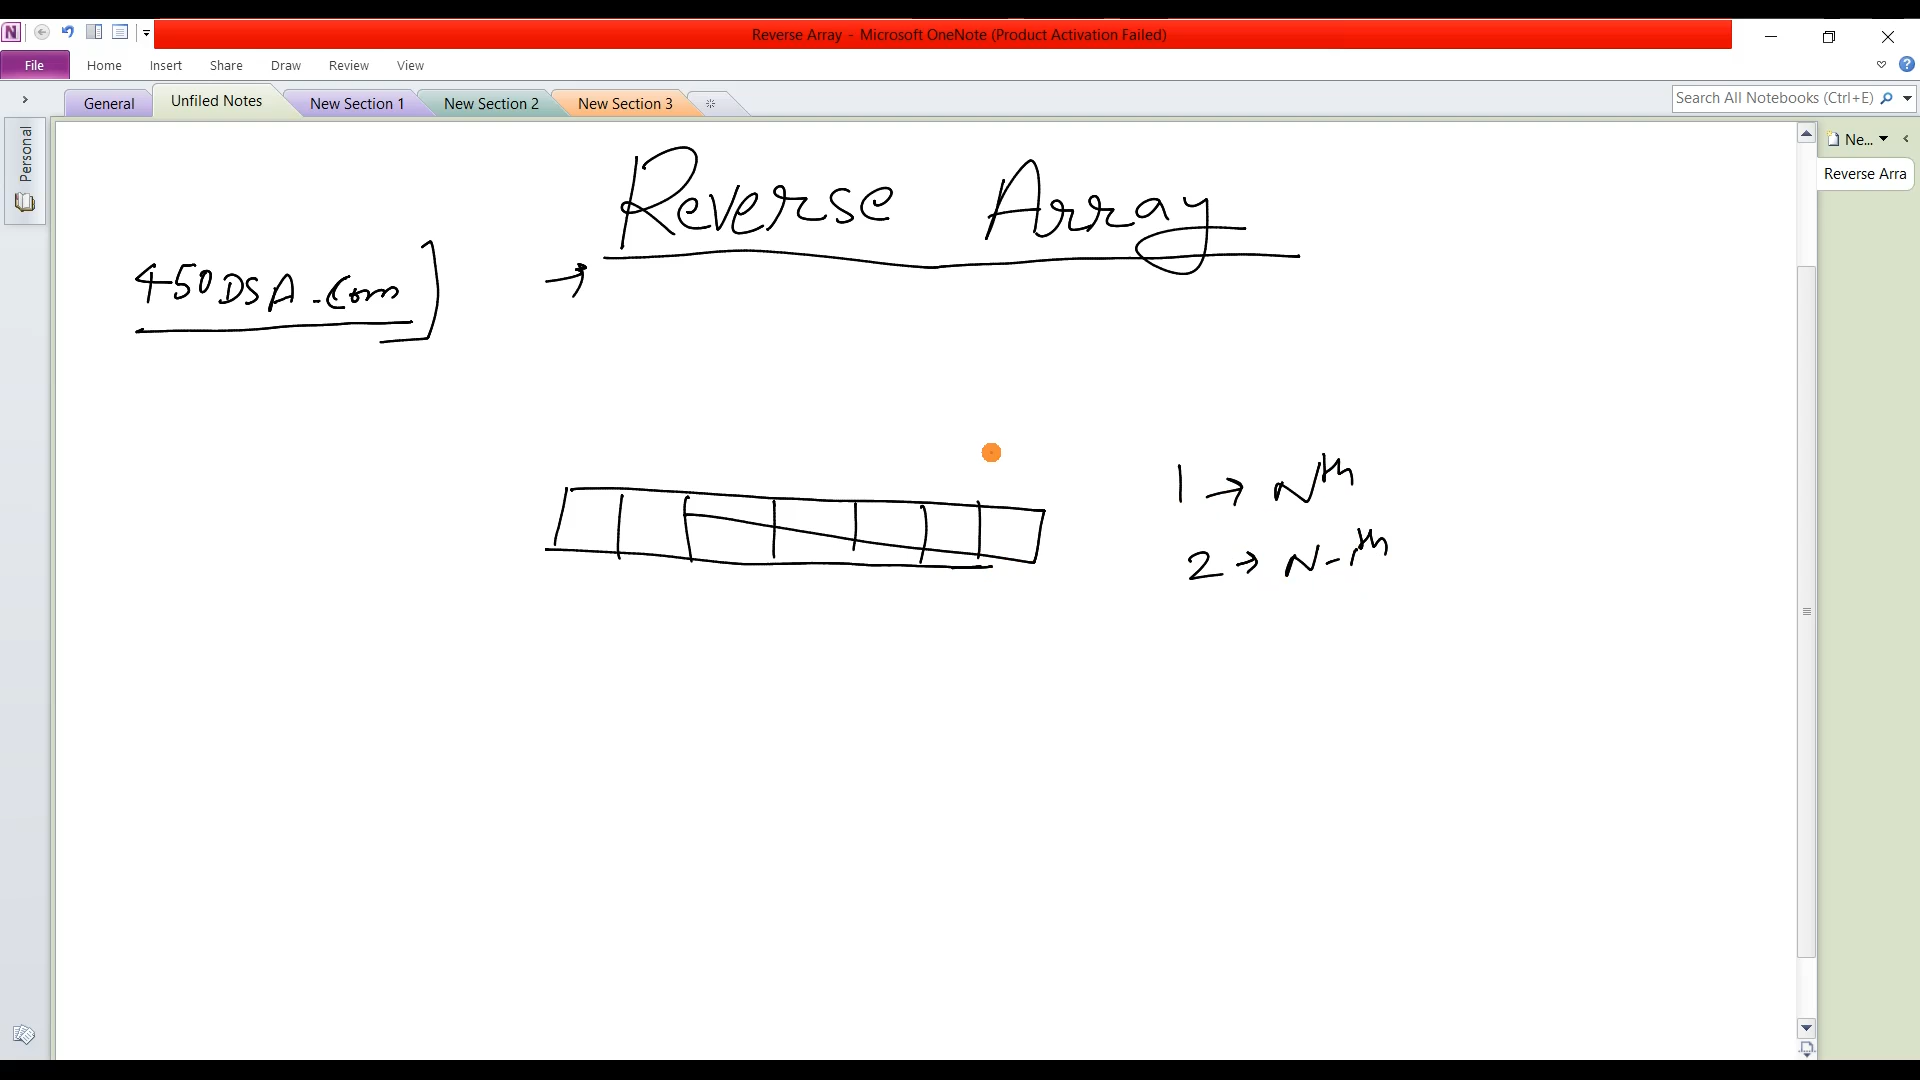 Reverse Array - Microsoft OneNote (Product Activation Failed)
File Home Insert Share Draw Review View
General Unfiled Notes New Section 1 New Section 2 New Section 3
Search All Notebooks (Ctrl+E)
Personal
Ne...
Reverse Arra
Reverse Array
450DSA.com
1 → Nth
2 → N-1th